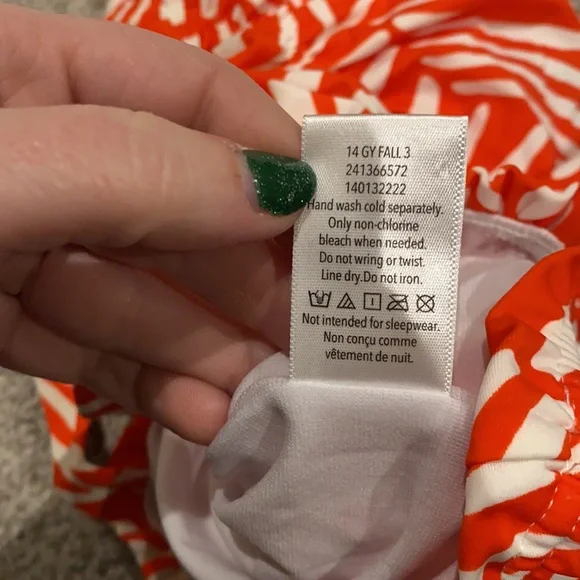 14 GY FALL 3
241366572
140132222
Hand wash cold separately.
Only non-chlorine
bleach when needed.
Do not wring or twist.
Line dry.Do not iron.
Not intended for sleepwear.
Non conçu comme
vêtement de nuit.